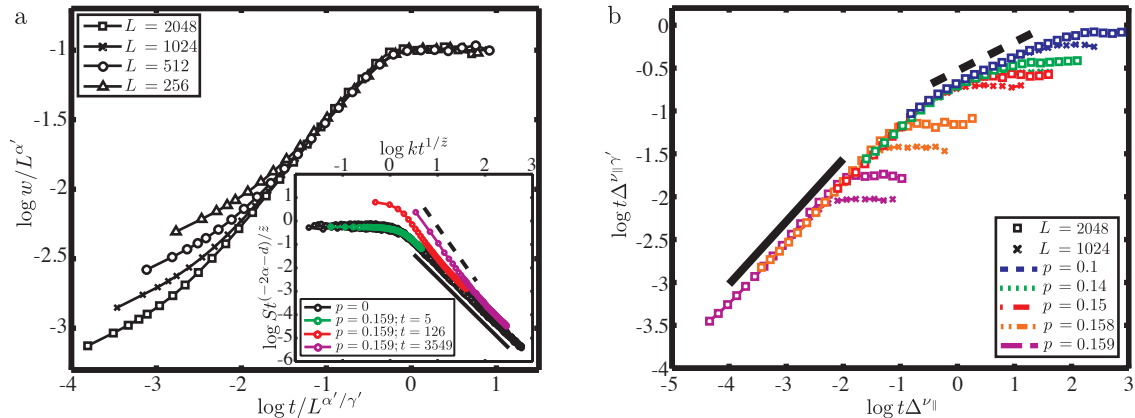 a
L = 2048
L = 1024
L = 512
L = 256
log w/L^{α′}
-1
-1.5
-2
-2.5
-3
-4 -3 -2 -1 0 1
log t/L^{α′/γ′}
log kt^{1/z̃}
-1 0 1 2 3
log St^{(-2α-d)/z̃}
1
0
-1
-2
-3
-4
-5
-6
p = 0
p = 0.159; t = 5
p = 0.159; t = 126
p = 0.159; t = 3549
b
log tΔ^{ν∥γ′}
0
-0.5
-1
-1.5
-2
-2.5
-3
-3.5
-4
-5 -4 -3 -2 -1 0 1 2 3
log tΔ^{ν∥}
L = 2048
L = 1024
p = 0.1
p = 0.14
p = 0.15
p = 0.158
p = 0.159